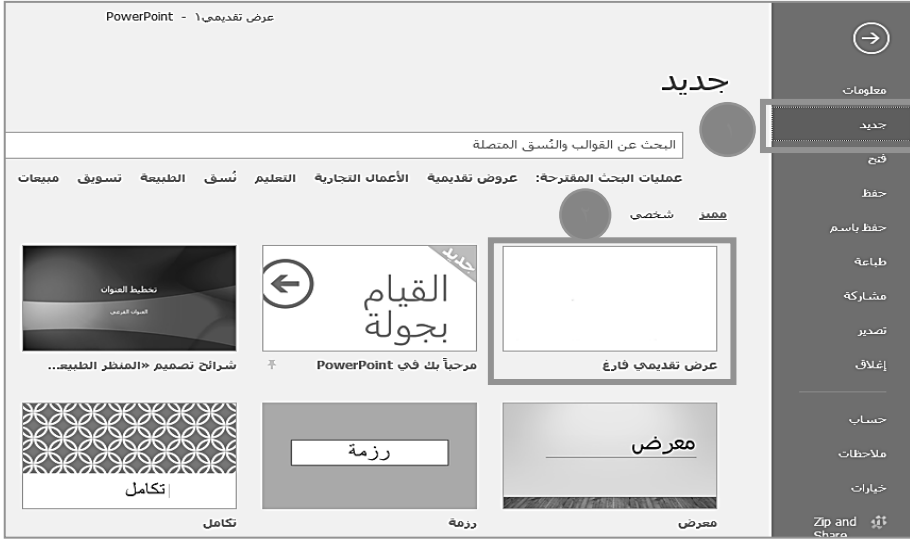 عرض تقديمي١ - PowerPoint
معلومات
جديد
فتح
حفظ
حفظ باسم
طباعة
مشاركة
تصدير
إغلاق
حساب
ملاحظات
خيارات
Zip and
Share
جديد
١
البحث عن القوالب والنُسق المتصلة
عمليات البحث المقترحة: عروض تقديمية الأعمال التجارية التعليم نُسق الطبيعة تسويق مبيعات
مميز شخصي
٢
عرض تقديمي فارغ
جديد
القيام
بجولة
مرحباً بك في PowerPoint
تخطيط العنوان
العنوان الفرعي
شرائح تصميم «المنظر الطبيعـ...
معرض
معرض
رزمة
رزمة
تكامل
تكامل